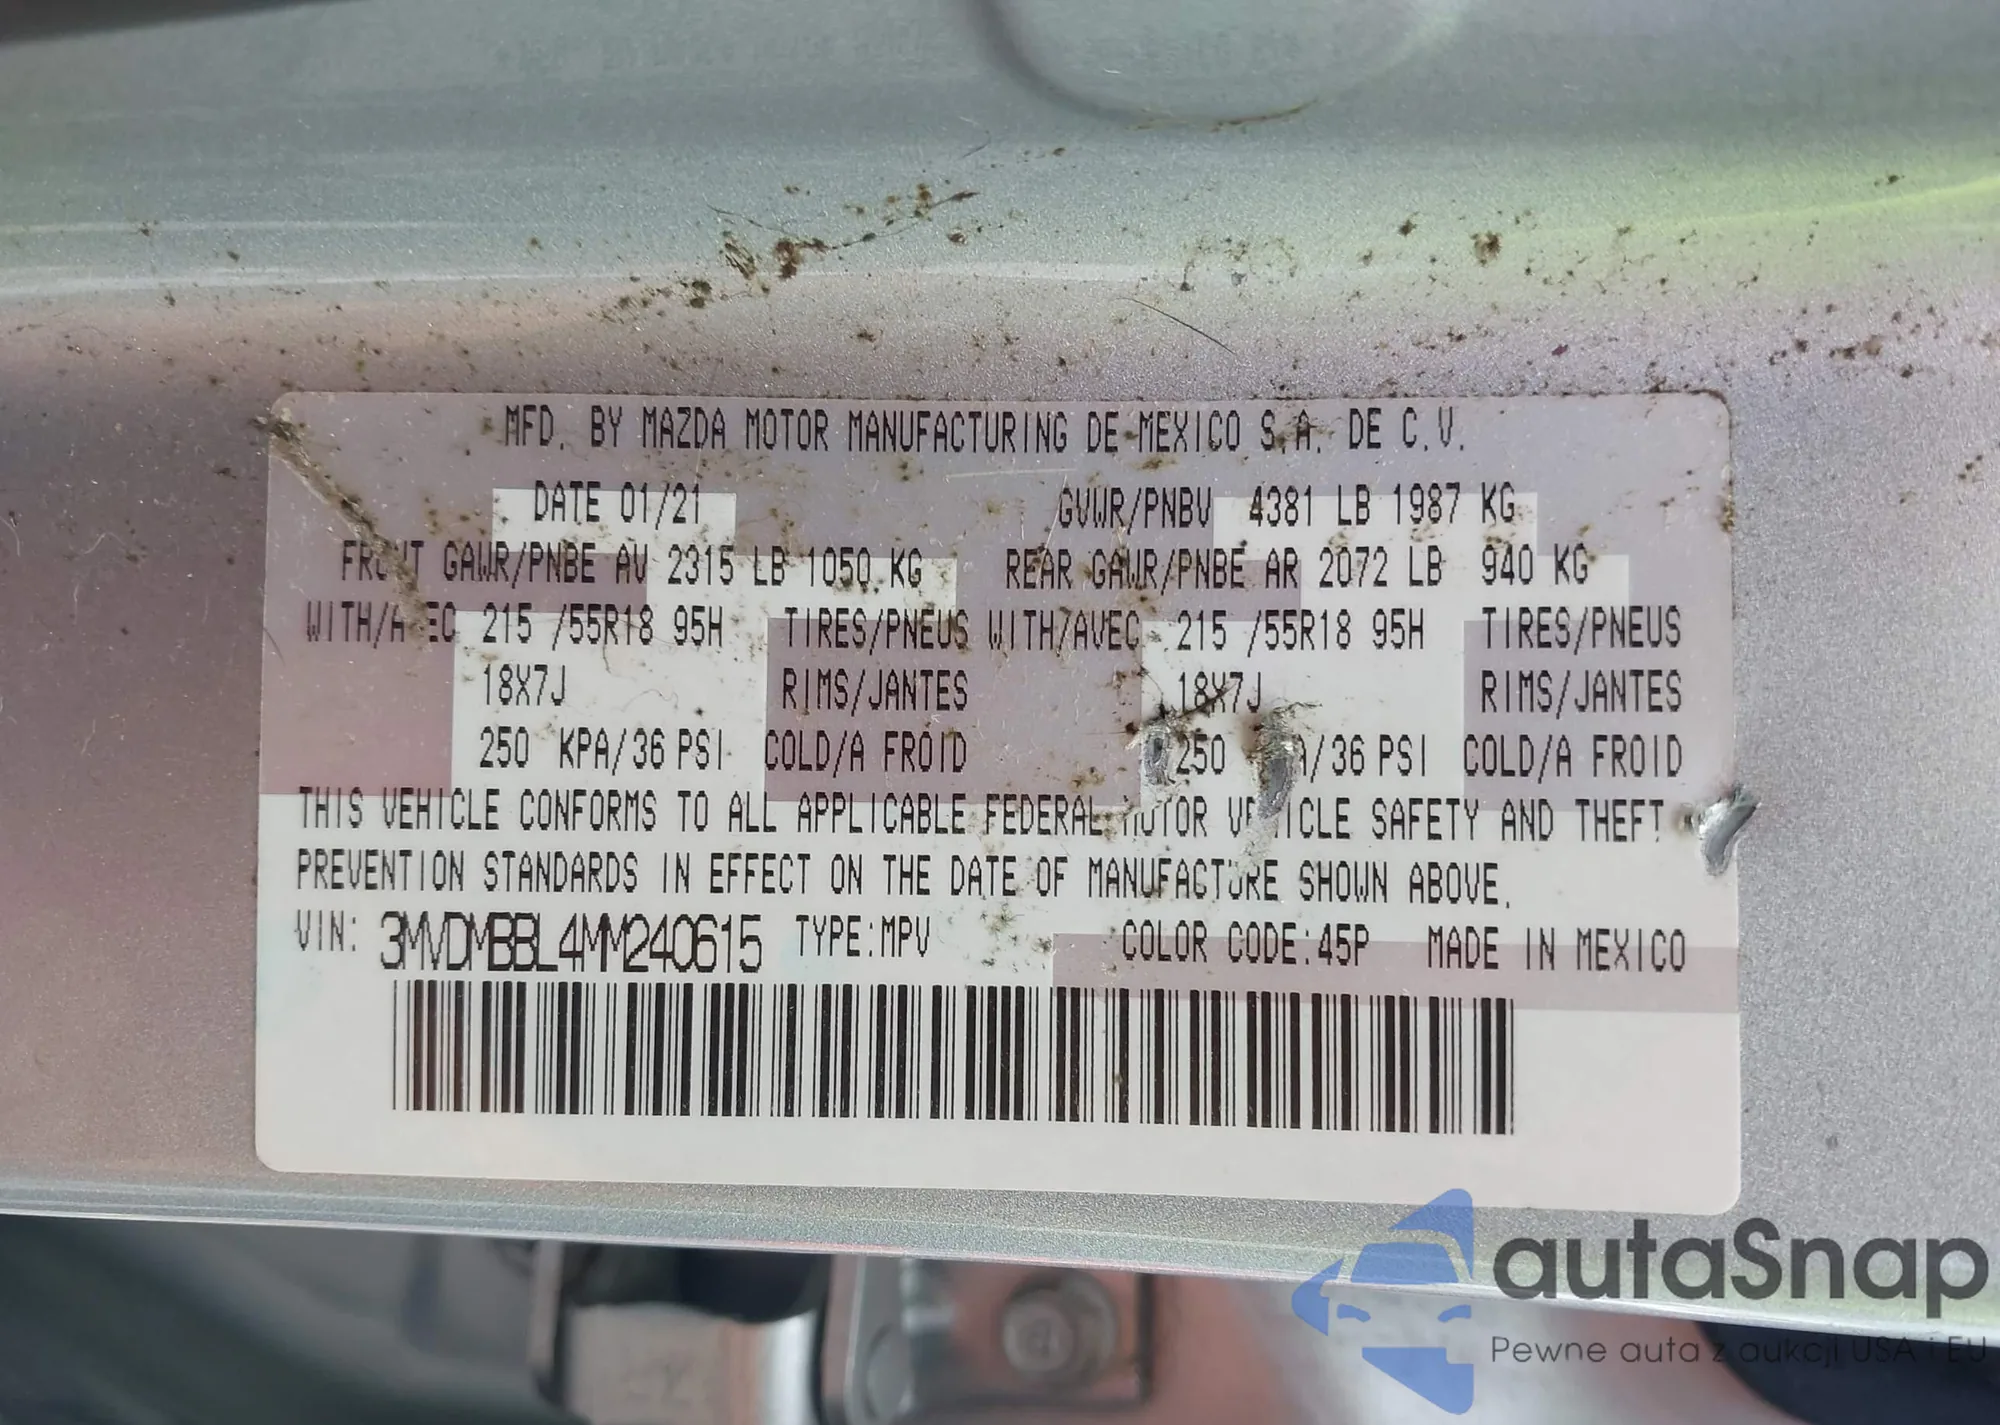 MFD. BY MAZDA MOTOR MANUFACTURING DE MEXICO S.A. DE C.V.
DATE 01/21 GVWR/PNBV 4381 LB 1987 KG
GAWR/PNBE AV 2315 LB 1050 KG REAR GAWR/PNBE AR 2072 LB 940 KG
215 /55R18 95H TIRES/PNEUS WITH/AVEC 215 /55R18 95H TIRES/PNEUS
18X7J RIMS/JANTES 18X7J RIMS/JANTES
250 KPA/36 PSI COLD/A FROID 250 /36 PSI COLD/A FROID
THIS VEHICLE CONFORMS TO ALL APPLICABLE FEDERAL MOTOR VEHICLE SAFETY AND THEFT
PREVENTION STANDARDS IN EFFECT ON THE DATE OF MANUFACTURE SHOWN ABOVE.
VIN: 3MVDMBBL4MM240615 TYPE:MPV COLOR CODE:45P MADE IN MEXICO
autaSnap
Pewne auta z aukcji USA i EU